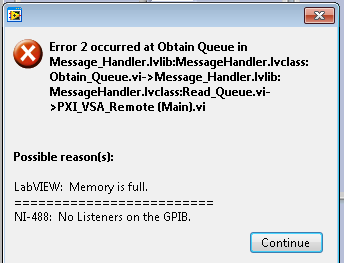 Error 2 occurred at Obtain Queue in
Message_Handler.lvlib:MessageHandler.lvclass:
Obtain_Queue.vi->Message_Handler.lvlib:
MessageHandler.lvclass:Read_Queue.vi-
>PXI_VSA_Remote (Main).vi
Possible reason(s):
LabVIEW:  Memory is full.
=========================
NI-488:  No Listeners on the GPIB.
Continue